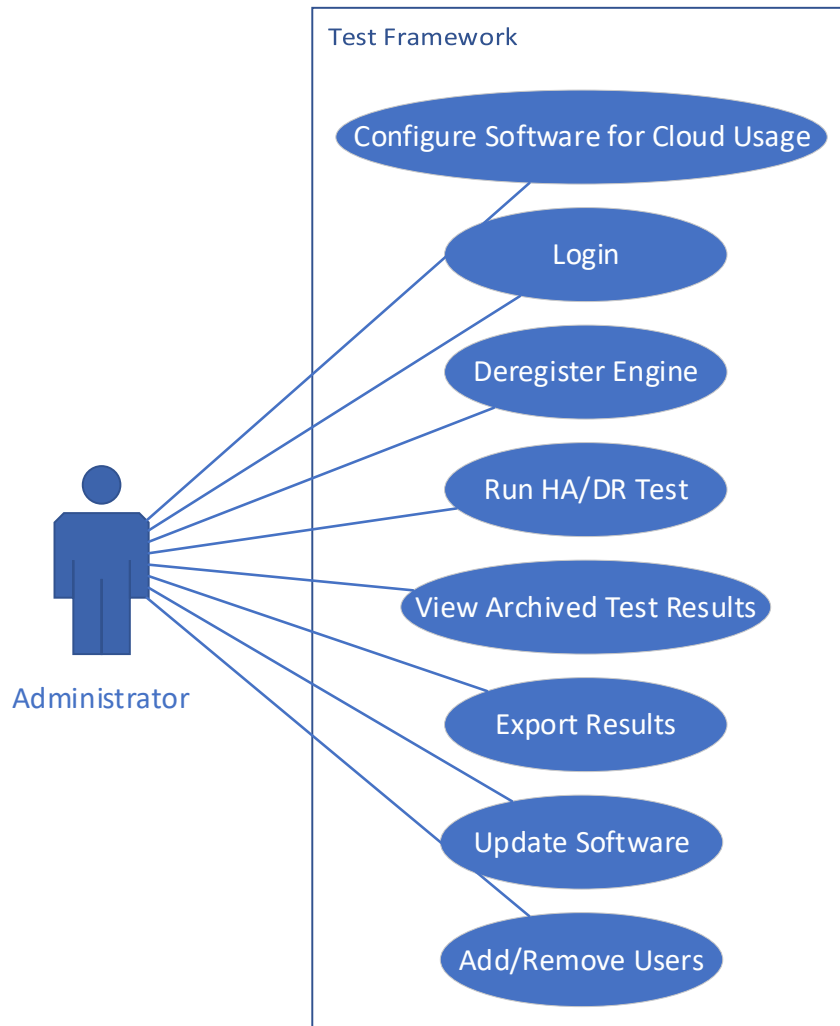 Test Framework
Configure Software for Cloud Usage
Login
Deregister Engine
Run HA/DR Test
View Archived Test Results
Administrator
Export Results
Update Software
Add/Remove Users